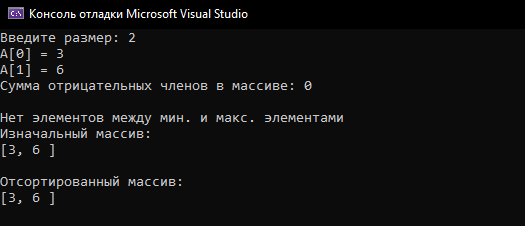 Консоль отладки Microsoft Visual Studio
Введите размер: 2
A[0] = 3
A[1] = 6
Сумма отрицательных членов в массиве: 0
Нет элементов между мин. и макс. элементами
Изначальный массив:
[3, 6 ]
Отсортированный массив:
[3, 6 ]